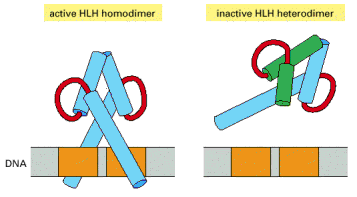 active HLH homodimer
inactive HLH heterodimer
DNA